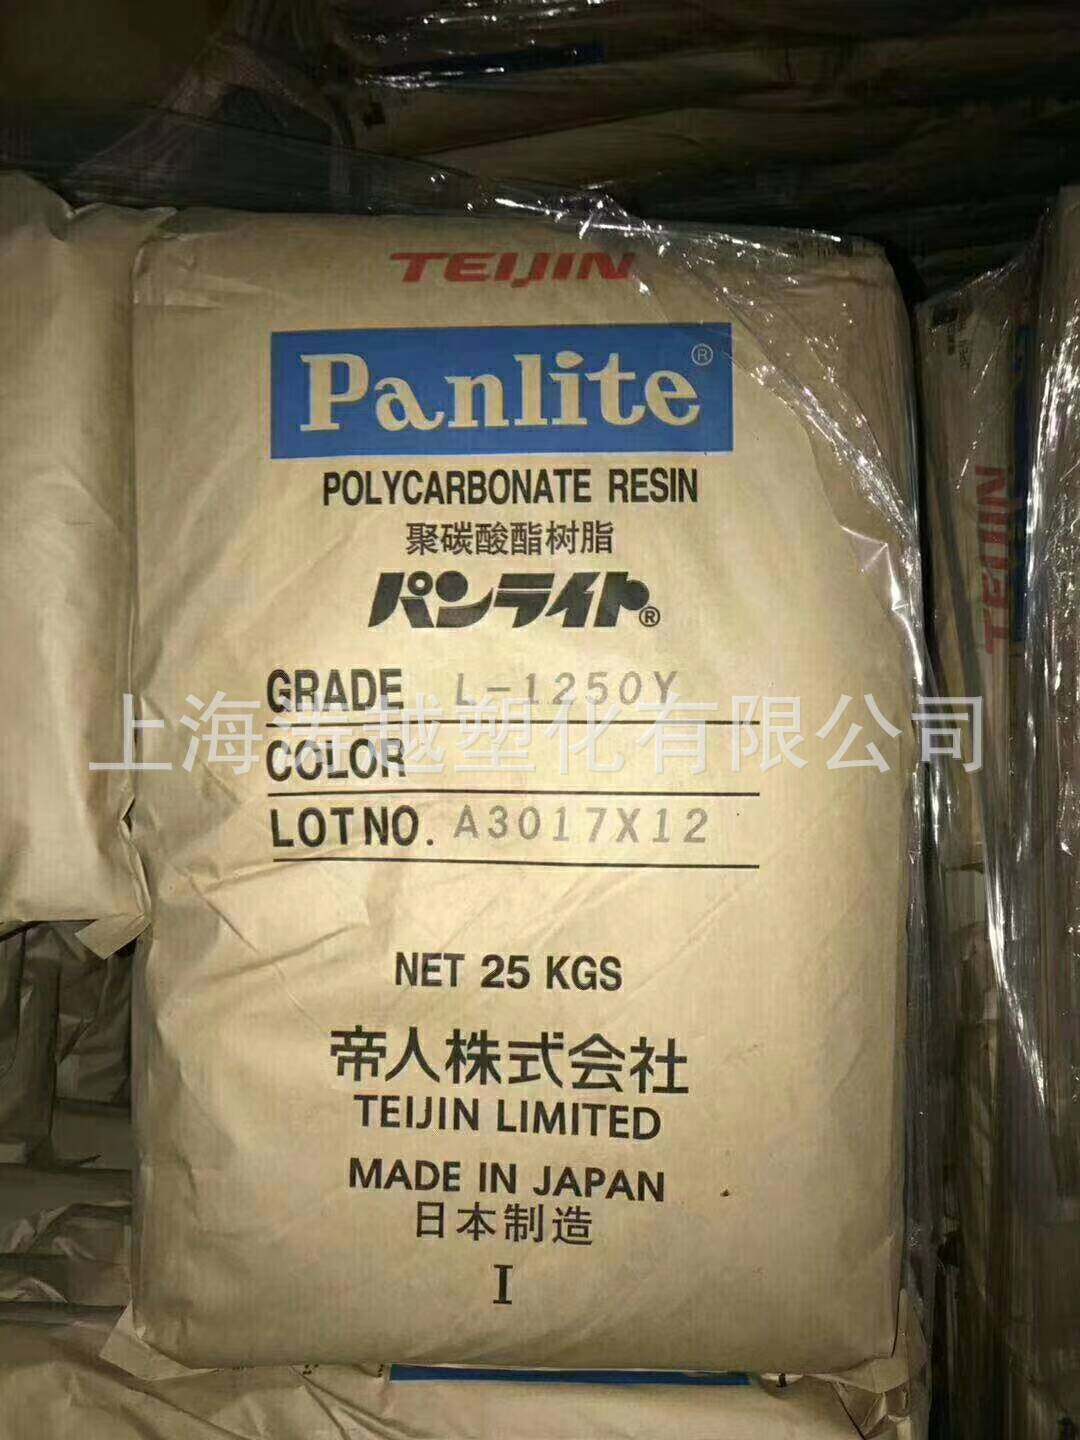 TEIJIN
Panlite®
POLYCARBONATE RESIN
聚碳酸酯树脂
パンライト®
GRADE L-1250Y
上海涛越塑化有限公司
COLOR
LOT NO. A3017X12
NET 25 KGS
帝人株式会社
TEIJIN LIMITED
MADE IN JAPAN
日本制造
I
TEIJIN